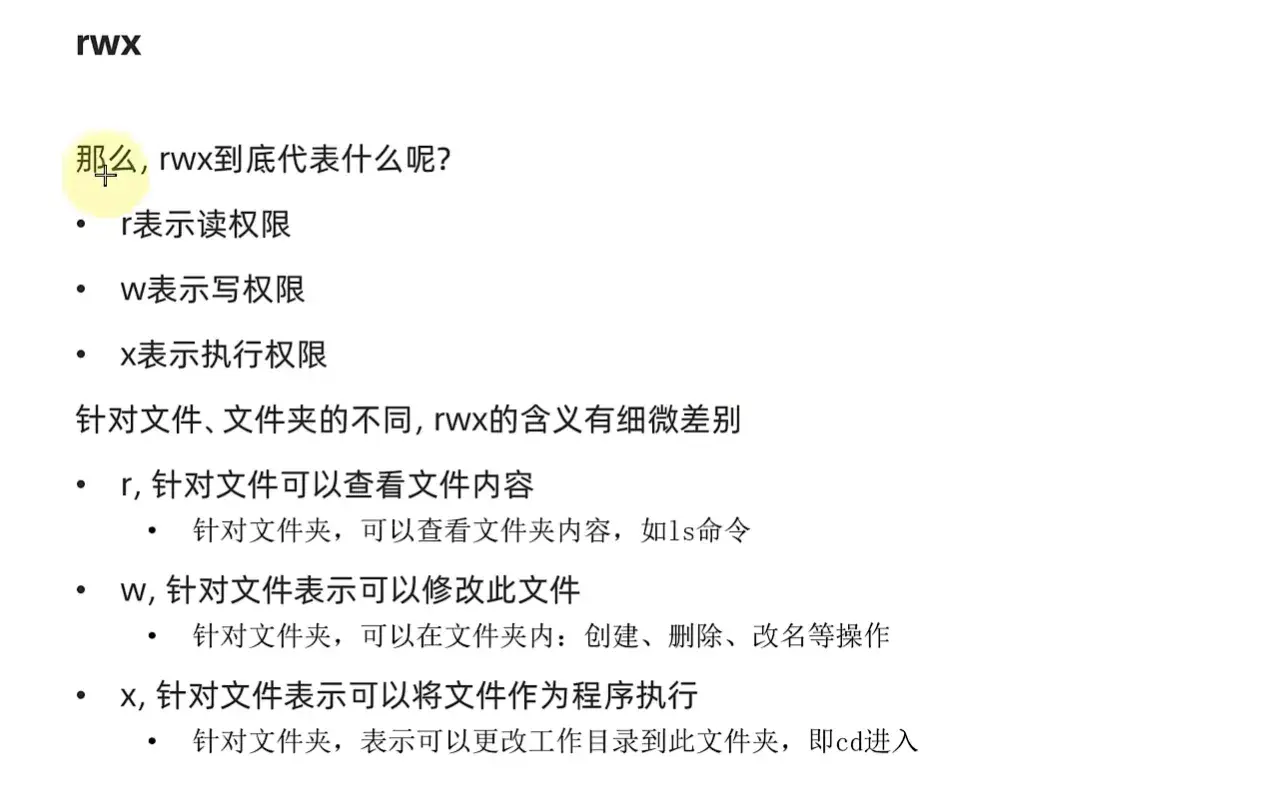 rwx
那么, rwx到底代表什么呢?
• r表示读权限
• w表示写权限
• x表示执行权限
针对文件、文件夹的不同, rwx的含义有细微差别
• r, 针对文件可以查看文件内容
• 针对文件夹，可以查看文件夹内容，如ls命令
• w, 针对文件表示可以修改此文件
• 针对文件夹，可以在文件夹内：创建、删除、改名等操作
• x, 针对文件表示可以将文件作为程序执行
• 针对文件夹，表示可以更改工作目录到此文件夹，即cd进入